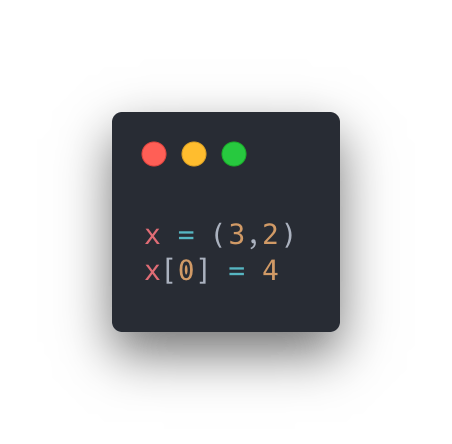 x = (3,2)
x[0] = 4